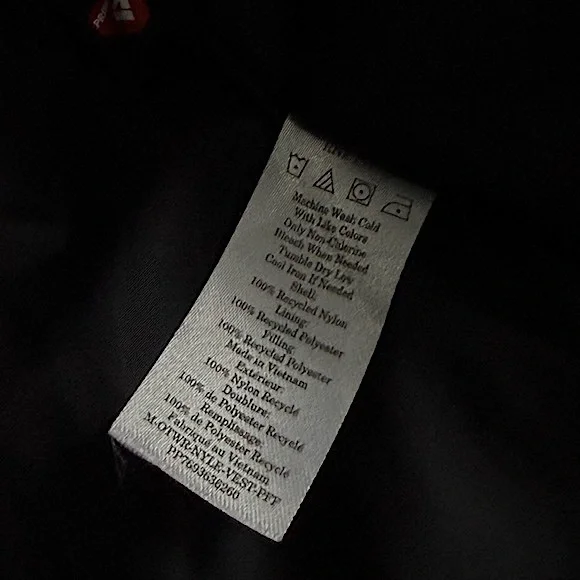 Machine Wash Cold
With Like Colors
Only Non-Chlorine
Bleach When Needed
Tumble Dry Low
Cool Iron If Needed
Shell:
100% Recycled Nylon
Lining:
100% Recycled Polyester
Filling:
100% Recycled Polyester
Made in Vietnam
Extérieur:
100% Nylon Recyclé
Doublure:
100% de Polyester Recyclé
Remplissage:
100% de Polyester Recyclé
Fabriqué au Vietnam
M-OTWR-NYLE-VEST-PFF
PF7693636260